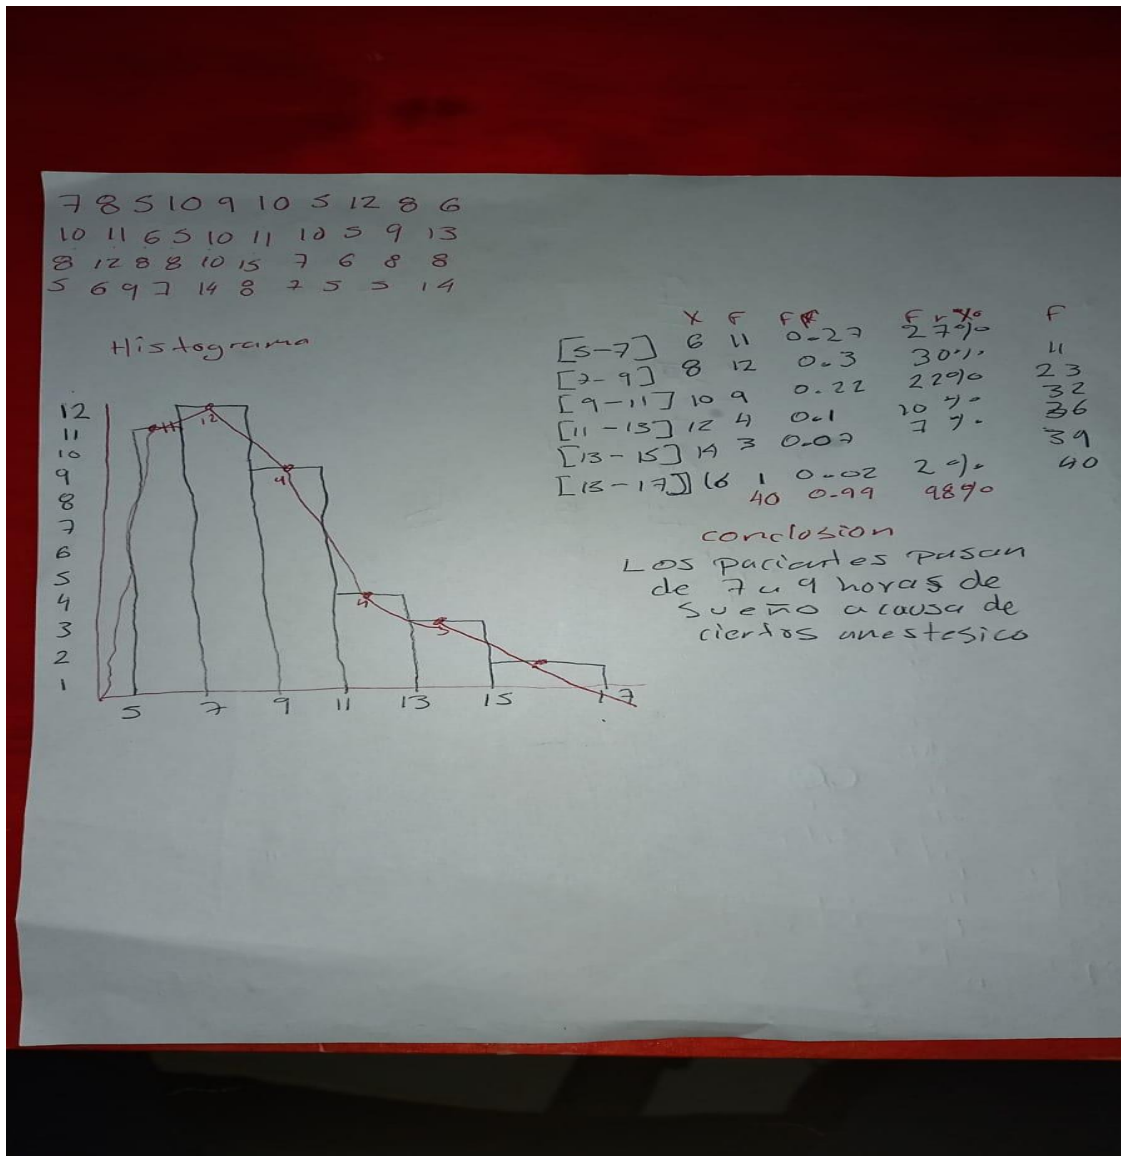 7 8 5 10 9 10 5 12 8 6
10 11 6 5 10 11 10 5 9 13
8 12 8 8 10 15 7 6 8 8
5 6 9 7 14 8 7 5 5 14
Histograma
X F Fr Fr% F
[5-7] 6 11 0.27 27% 11
[7-9] 8 12 0.3 30% 23
[9-11] 10 9 0.22 22% 32
[11-13] 12 4 0.1 10% 36
[13-15] 14 3 0.07 7% 39
[15-17] 16 1 0.02 2% 40
40 0.99 98%
conclosion
Los pacientes pasan
de 7 a 9 horas de
sueño a causa de
ciertos anestesico
12
11
10
9
8
7
6
5
4
3
2
1
11 12 9 4 3
5 7 9 11 13 15 17